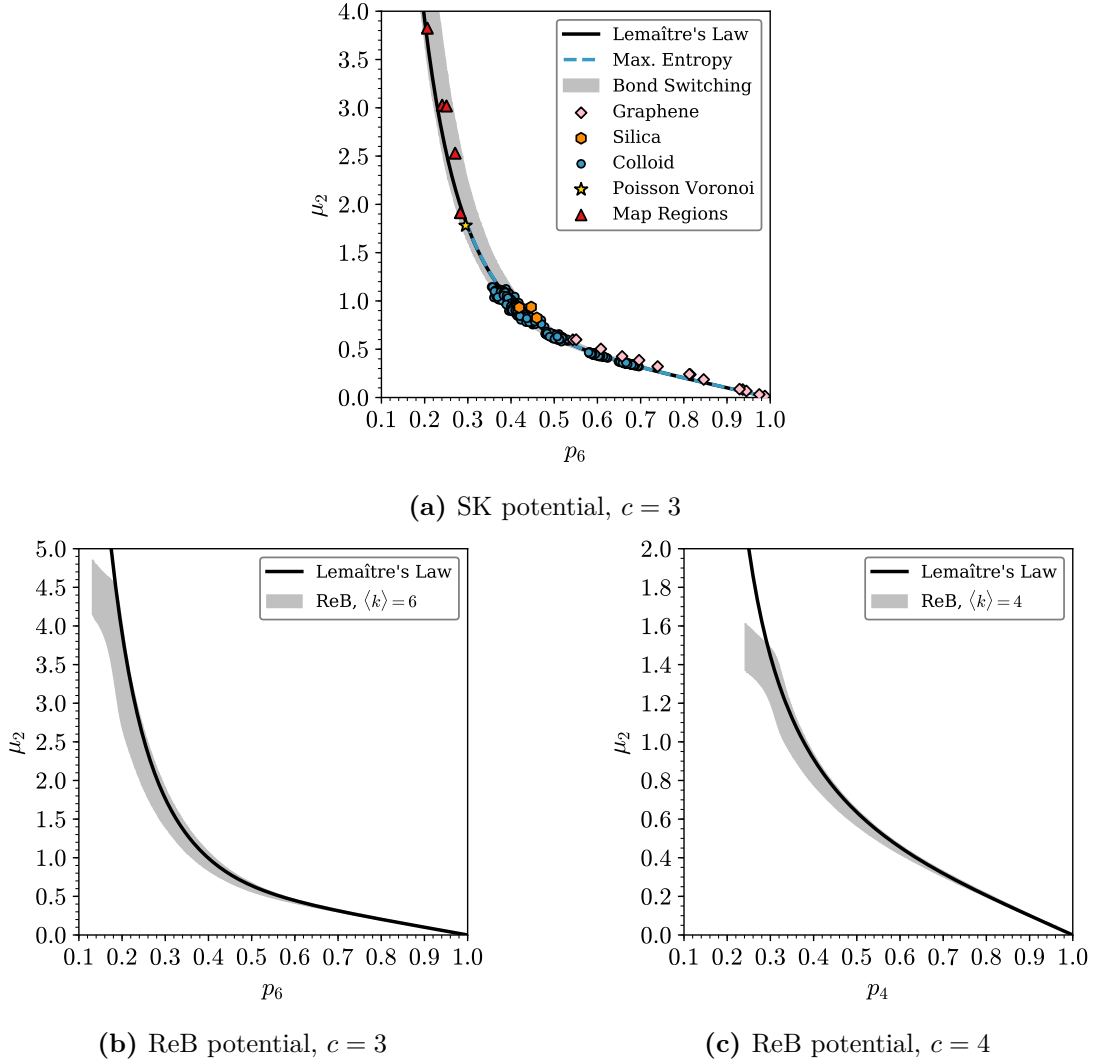 4.0
3.5
3.0
2.5
2.0
1.5
1.0
0.5
0.0
μ₂
Lemaître's Law
Max. Entropy
Bond Switching
Graphene
Silica
Colloid
Poisson Voronoi
Map Regions
0.1 0.2 0.3 0.4 0.5 0.6 0.7 0.8 0.9 1.0
p₆
(a) SK potential, c = 3
5.0
4.5
4.0
3.5
3.0
2.5
2.0
1.5
1.0
0.5
0.0
μ₂
Lemaître's Law
ReB, ⟨k⟩ = 6
0.1 0.2 0.3 0.4 0.5 0.6 0.7 0.8 0.9 1.0
p₆
(b) ReB potential, c = 3
2.0
1.8
1.6
1.4
1.2
1.0
0.8
0.6
0.4
0.2
0.0
μ₂
Lemaître's Law
ReB, ⟨k⟩ = 4
0.1 0.2 0.3 0.4 0.5 0.6 0.7 0.8 0.9 1.0
p₄
(c) ReB potential, c = 4